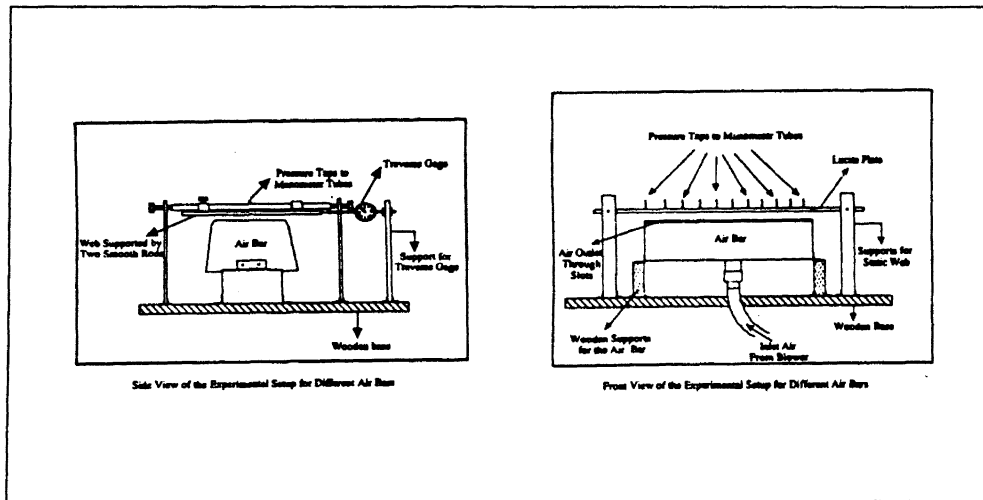 Pressure Taps to
Manometer Tubes
Traverse Gage
Web Supported by
Two Smooth Rods
Air Bar
Support for
Traverse Gage
Wooden base
Side View of the Experimental Setup for Different Air Bars
Pressure Taps to Manometer Tubes
Lucite Plate
Air Outlet
Through
Slots
Air Bar
Supports for
Static Web
Wooden Supports
for the Air Bar
Inlet Air
From Blower
Wooden Base
Front View of the Experimental Setup for Different Air Bars